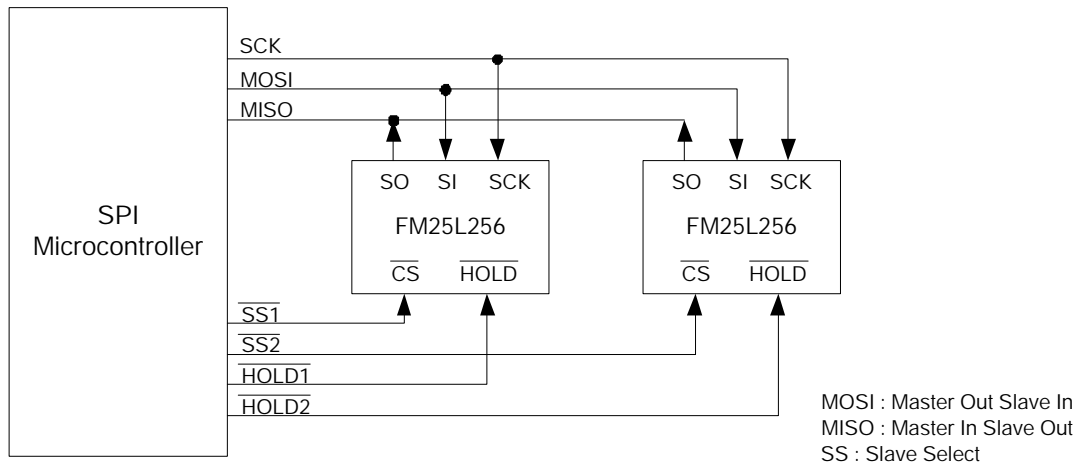 SCK
MOSI
MISO
SO SI SCK
FM25L256
CS HOLD
SO SI SCK
FM25L256
CS HOLD
SPI
Microcontroller
SS1
SS2
HOLD1
HOLD2
MOSI : Master Out Slave In
MISO : Master In Slave Out
SS : Slave Select